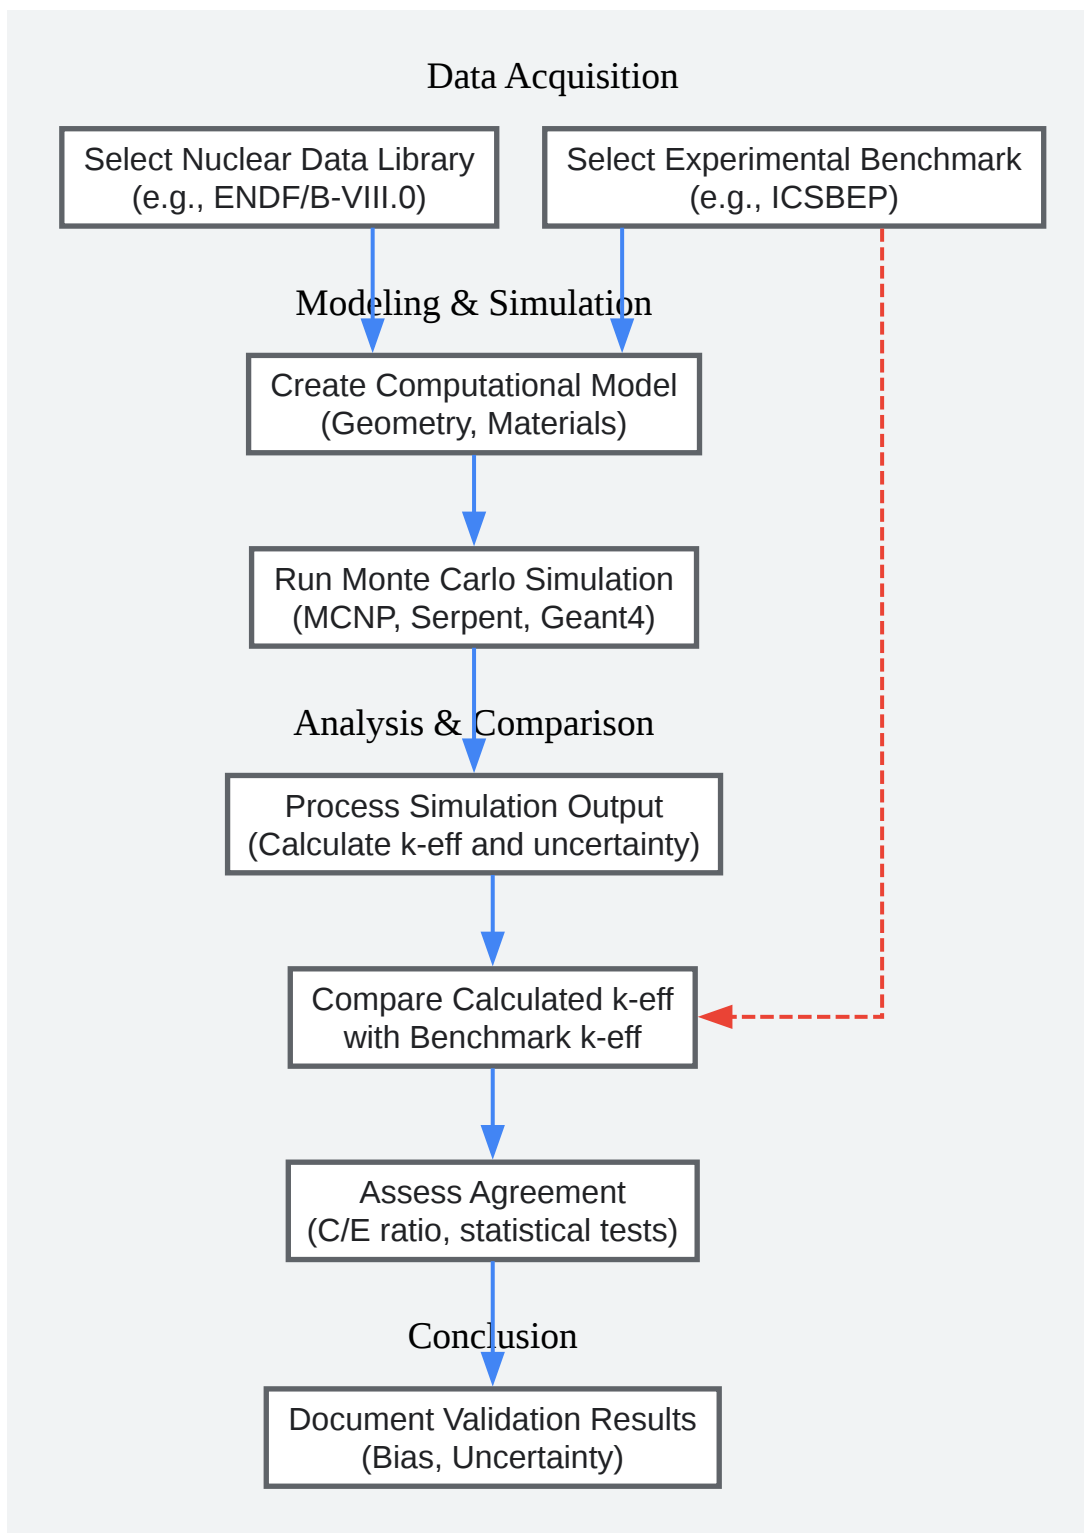 Data Acquisition
Select Nuclear Data Library
(e.g., ENDF/B-VIII.0)
Select Experimental Benchmark
(e.g., ICSBEP)
Modeling & Simulation
Create Computational Model
(Geometry, Materials)
Run Monte Carlo Simulation
(MCNP, Serpent, Geant4)
Analysis & Comparison
Process Simulation Output
(Calculate k-eff and uncertainty)
Compare Calculated k-eff
with Benchmark k-eff
Assess Agreement
(C/E ratio, statistical tests)
Conclusion
Document Validation Results
(Bias, Uncertainty)